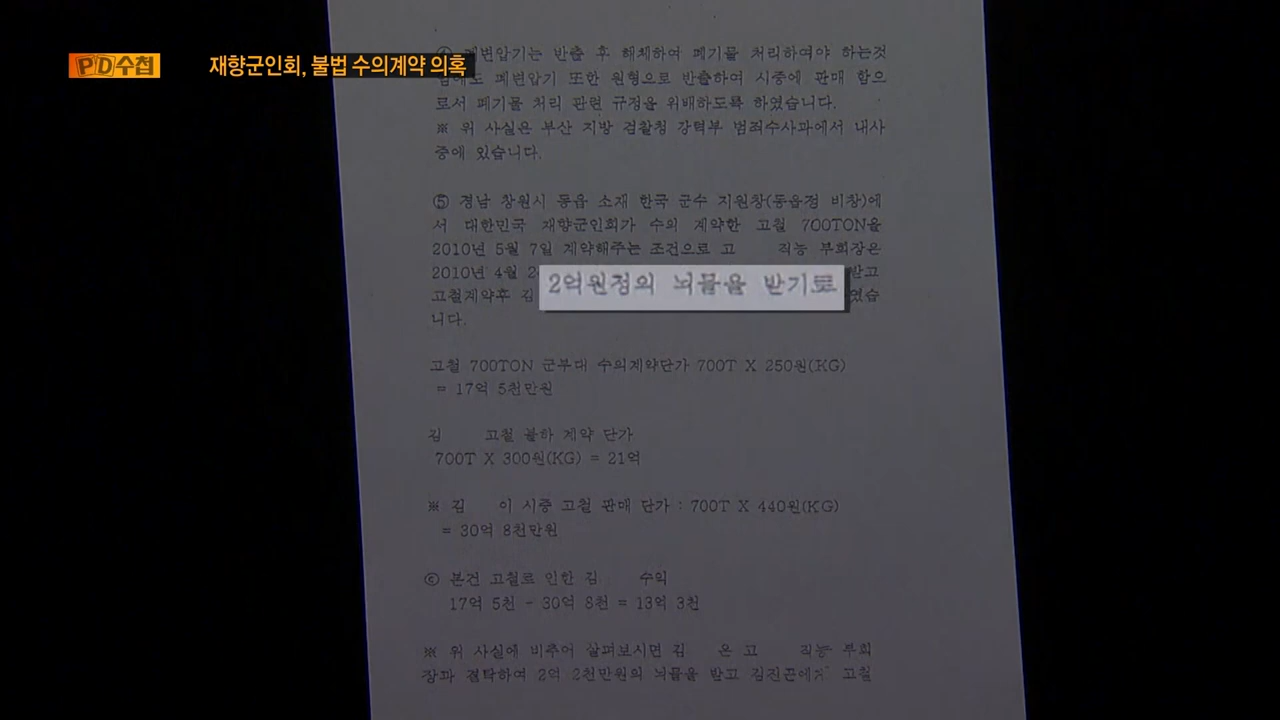 PD수첩
재향군인회, 불법 수의계약 의혹
④ 폐변압기는 반출 후 해체하여 폐기물 처리하여야 하는것
폐변압기 또한 원형으로 반출하여 시중에 판매 함으
로서 폐기물 처리 관련 규정을 위배하도록 하였습니다.
※ 위 사실은 부산 지방 검찰청 강력부 범죄수사과에서 내사
중에 있습니다.
⑤ 경남 창원시 동읍 소재 한국 군수 지원창(동읍정 비창)에
서 대한민국 재향군인회가 수의 계약한 고철 700TON을
2010년 5월 7일 계약해주는 조건으로 고 직능 부회장은
2010년 4월 2 받고
2억원정의 뇌물을 받기로
고철계약후 김 였습
니다.
고철 700TON 군부대 수의계약단가 700T X 250원(KG)
= 17억 5천만원
김 고철 불하 계약 단가
700T X 300원(KG) = 21억
※ 김 이 시중 고철 판매 단가 : 700T X 440원(KG)
= 30억 8천만원
ⓒ 본건 고철로 인한 김 수익
17억 5천 - 30억 8천 = 13억 3천
※ 위 사실에 비추어 살펴보시면 김 은 고 직능 부회
장과 결탁하여 2억 2천만원의 뇌물을 받고 김진끈에게 고철